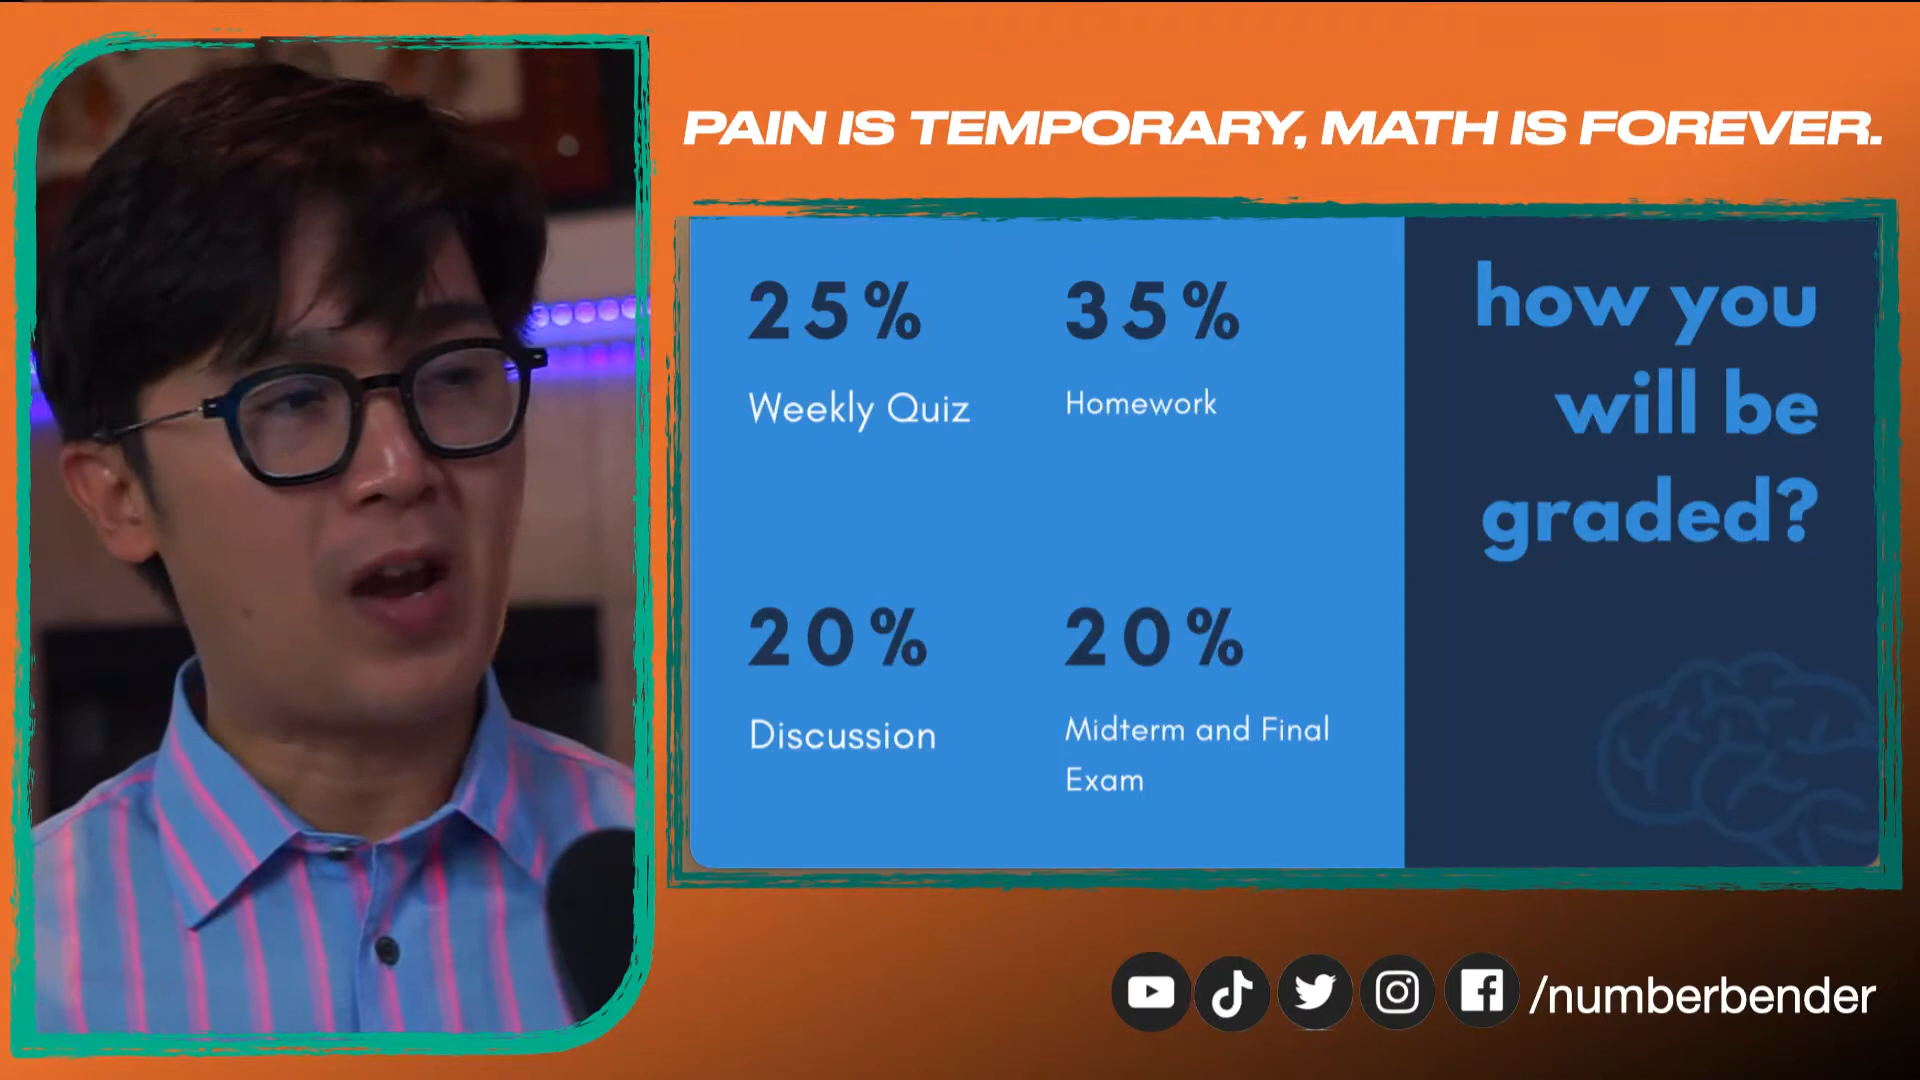 PAIN IS TEMPORARY, MATH IS FOREVER.
25%
Weekly Quiz
35%
Homework
20%
Discussion
20%
Midterm and Final
Exam
how you
will be
graded?
/numberbender